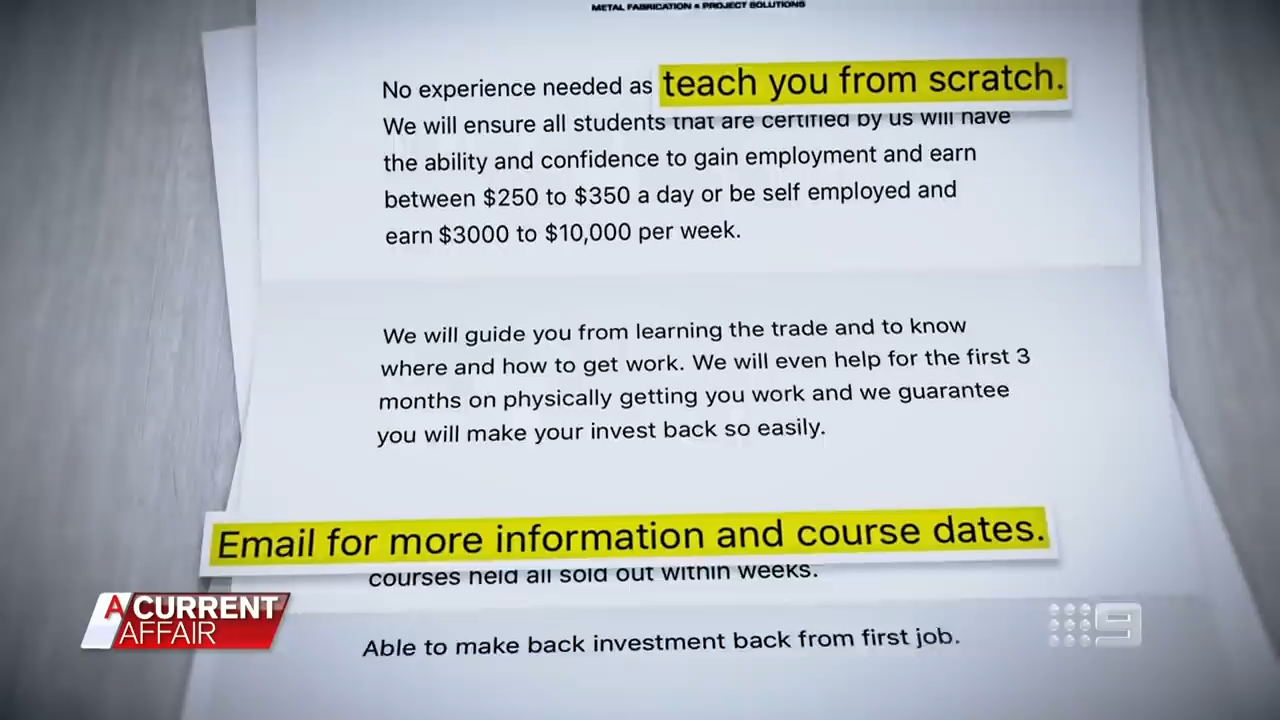 METAL FABRICATION & PROJECT SOLUTIONS
No experience needed as teach you from scratch.
We will ensure all students that are certified by us will have
the ability and confidence to gain employment and earn
between $250 to $350 a day or be self employed and
earn $3000 to $10,000 per week.
We will guide you from learning the trade and to know
where and how to get work. We will even help for the first 3
months on physically getting you work and we guarantee
you will make your invest back so easily.
Email for more information and course dates.
courses held all sold out within weeks.
Able to make back investment back from first job.
A CURRENT
AFFAIR
9